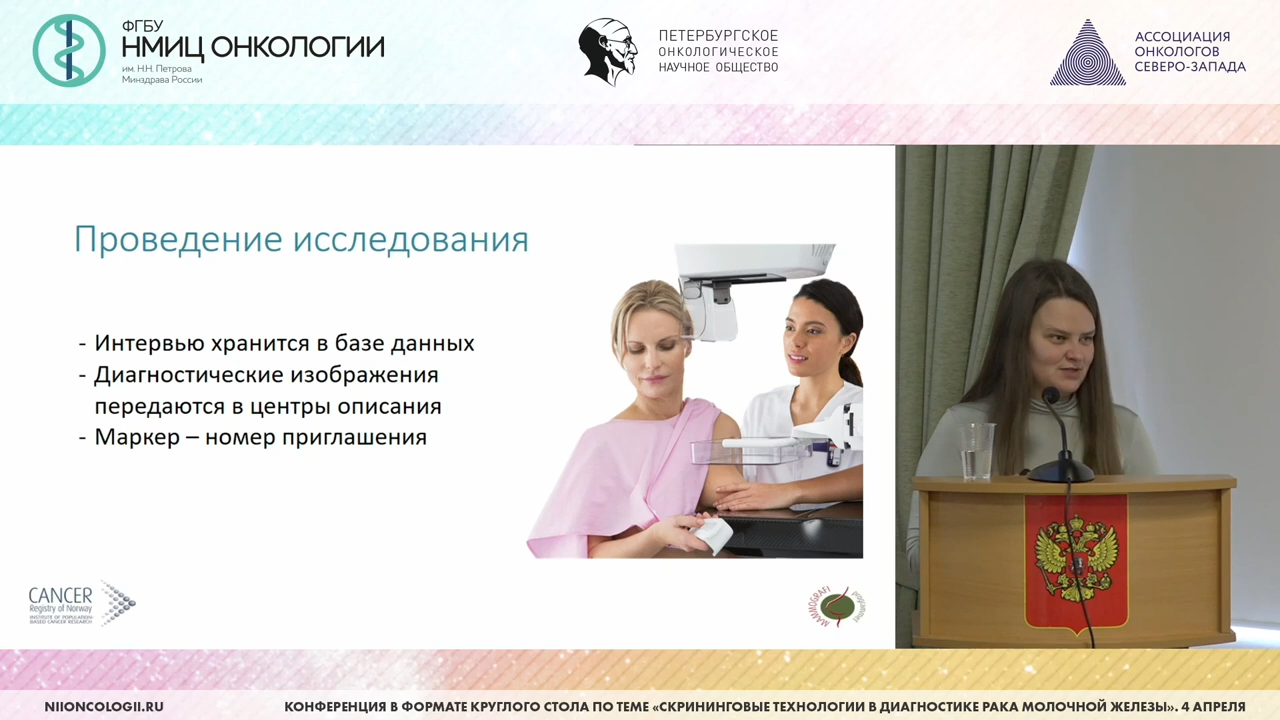 ФГБУ
НМИЦ ОНКОЛОГИИ
им. Н.Н. Петрова
Минздрава России
ПЕТЕРБУРГСКОЕ
ОНКОЛОГИЧЕСКОЕ
НАУЧНОЕ ОБЩЕСТВО
АССОЦИАЦИЯ
ОНКОЛОГОВ
СЕВЕРО-ЗАПАДА
Проведение исследования
- Интервью хранится в базе данных
- Диагностические изображения
передаются в центры описания
- Маркер – номер приглашения
CANCER
Registry of Norway
INSTITUTE OF POPULATION-
BASED CANCER RESEARCH
MAMMOGRAFI
programmet
NIIONCOLOGII.RU
КОНФЕРЕНЦИЯ В ФОРМАТЕ КРУГЛОГО СТОЛА ПО ТЕМЕ «СКРИНИНГОВЫЕ ТЕХНОЛОГИИ В ДИАГНОСТИКЕ РАКА МОЛОЧНОЙ ЖЕЛЕЗЫ». 4 АПРЕЛЯ